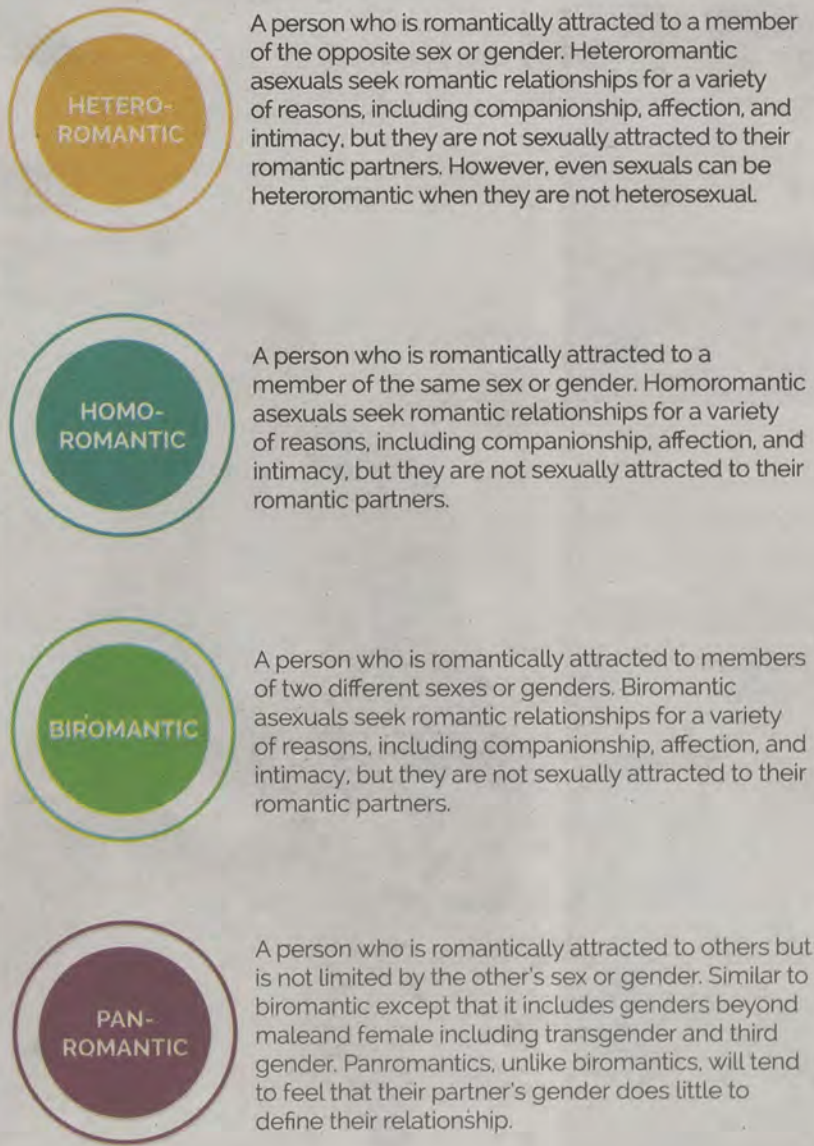 HETERO-
ROMANTIC
A person who is romantically attracted to a member
of the opposite sex or gender. Heteroromantic
asexuals seek romantic relationships for a variety
of reasons, including companionship, affection, and
intimacy, but they are not sexually attracted to their
romantic partners. However, even sexuals can be
heteroromantic when they are not heterosexual.
HOMO-
ROMANTIC
A person who is romantically attracted to a
member of the same sex or gender. Homoromantic
asexuals seek romantic relationships for a variety
of reasons, including companionship, affection, and
intimacy, but they are not sexually attracted to their
romantic partners.
BIROMANTIC
A person who is romantically attracted to members
of two different sexes or genders. Biromantic
asexuals seek romantic relationships for a variety
of reasons, including companionship, affection, and
intimacy, but they are not sexually attracted to their
romantic partners.
PAN-
ROMANTIC
A person who is romantically attracted to others but
is not limited by the other's sex or gender. Similar to
biromantic except that it includes genders beyond
maleand female including transgender and third
gender. Panromantics, unlike biromantics, will tend
to feel that their partner's gender does little to
define their relationship.